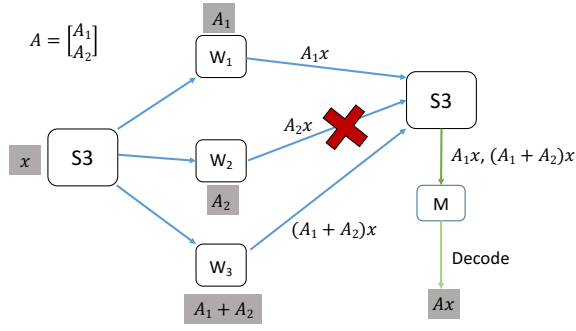 A = [A₁ A₂]
A₁
W₁
A₁x
S3
x
S3
W₂
A₂
A₂x
A₁x, (A₁ + A₂)x
M
(A₁ + A₂)x
W₃
A₁ + A₂
Decode
Ax